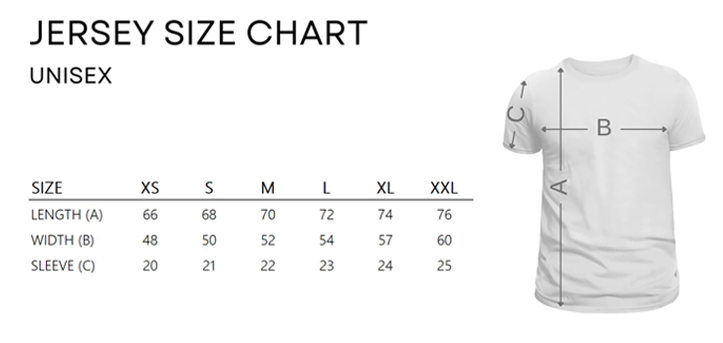 JERSEY SIZE CHART
UNISEX
SIZE XS S M L XL XXL
LENGTH (A) 66 68 70 72 74 76
WIDTH (B) 48 50 52 54 57 60
SLEEVE (C) 20 21 22 23 24 25
C
B
A